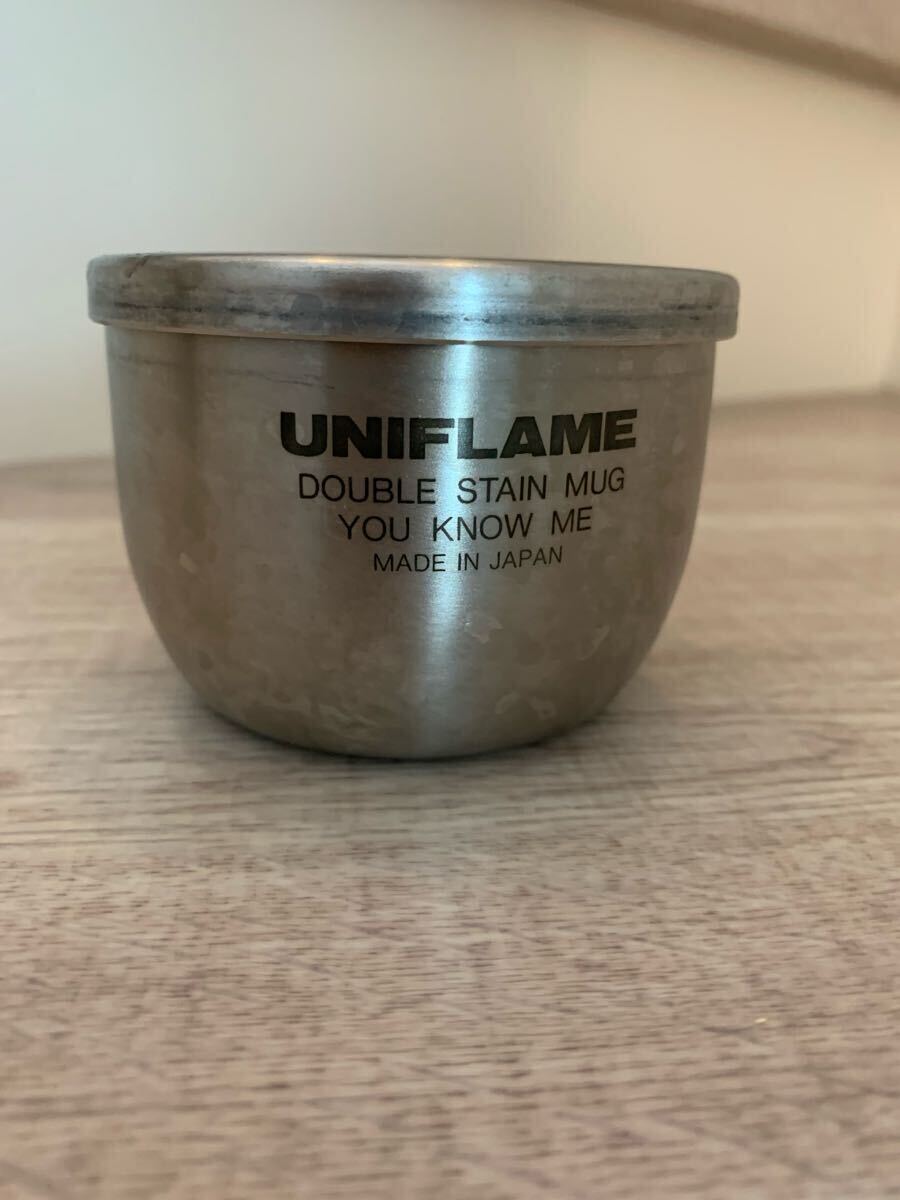 UNIFLAME
DOUBLE STAIN MUG
YOU KNOW ME
MADE IN JAPAN